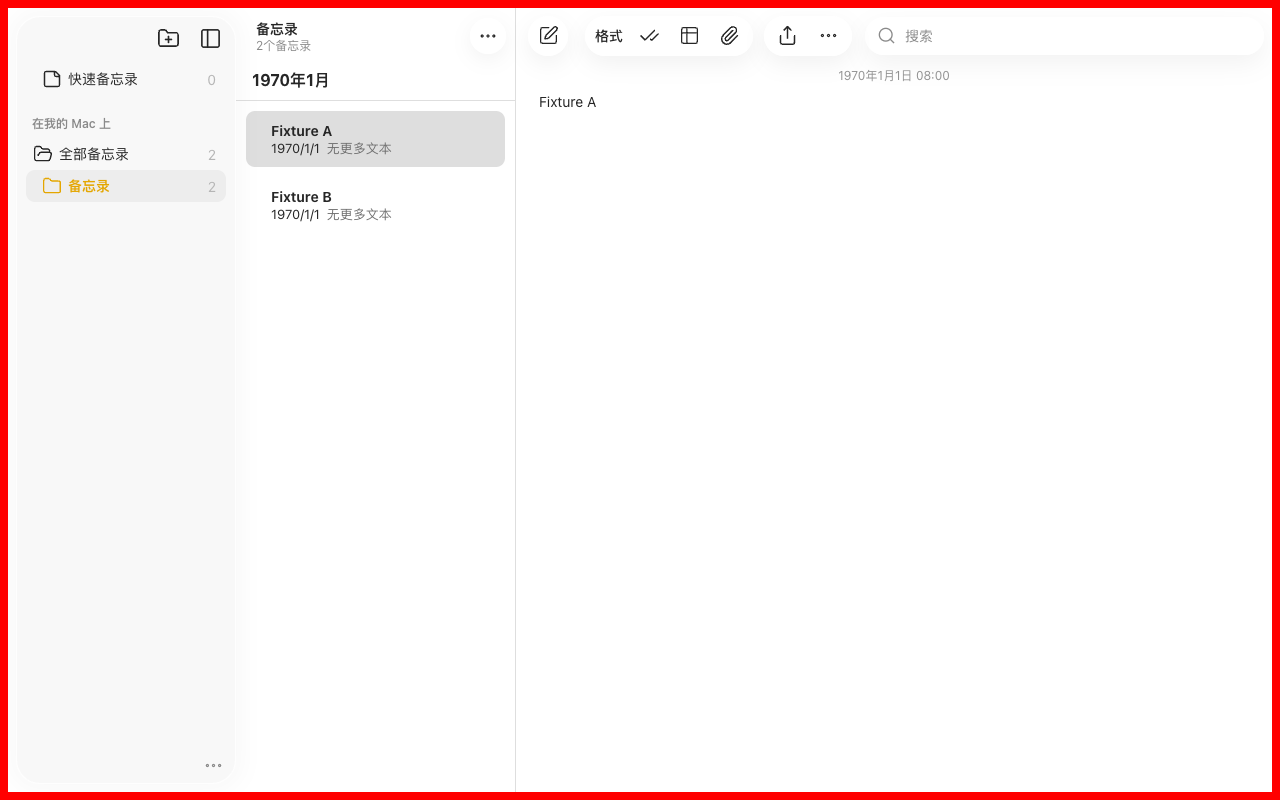 快速备忘录 0
在我的 Mac 上
全部备忘录 2
备忘录 2
备忘录
2个备忘录
1970年1月
Fixture A
1970/1/1 无更多文本
Fixture B
1970/1/1 无更多文本
格式
搜索
1970年1月1日 08:00
Fixture A